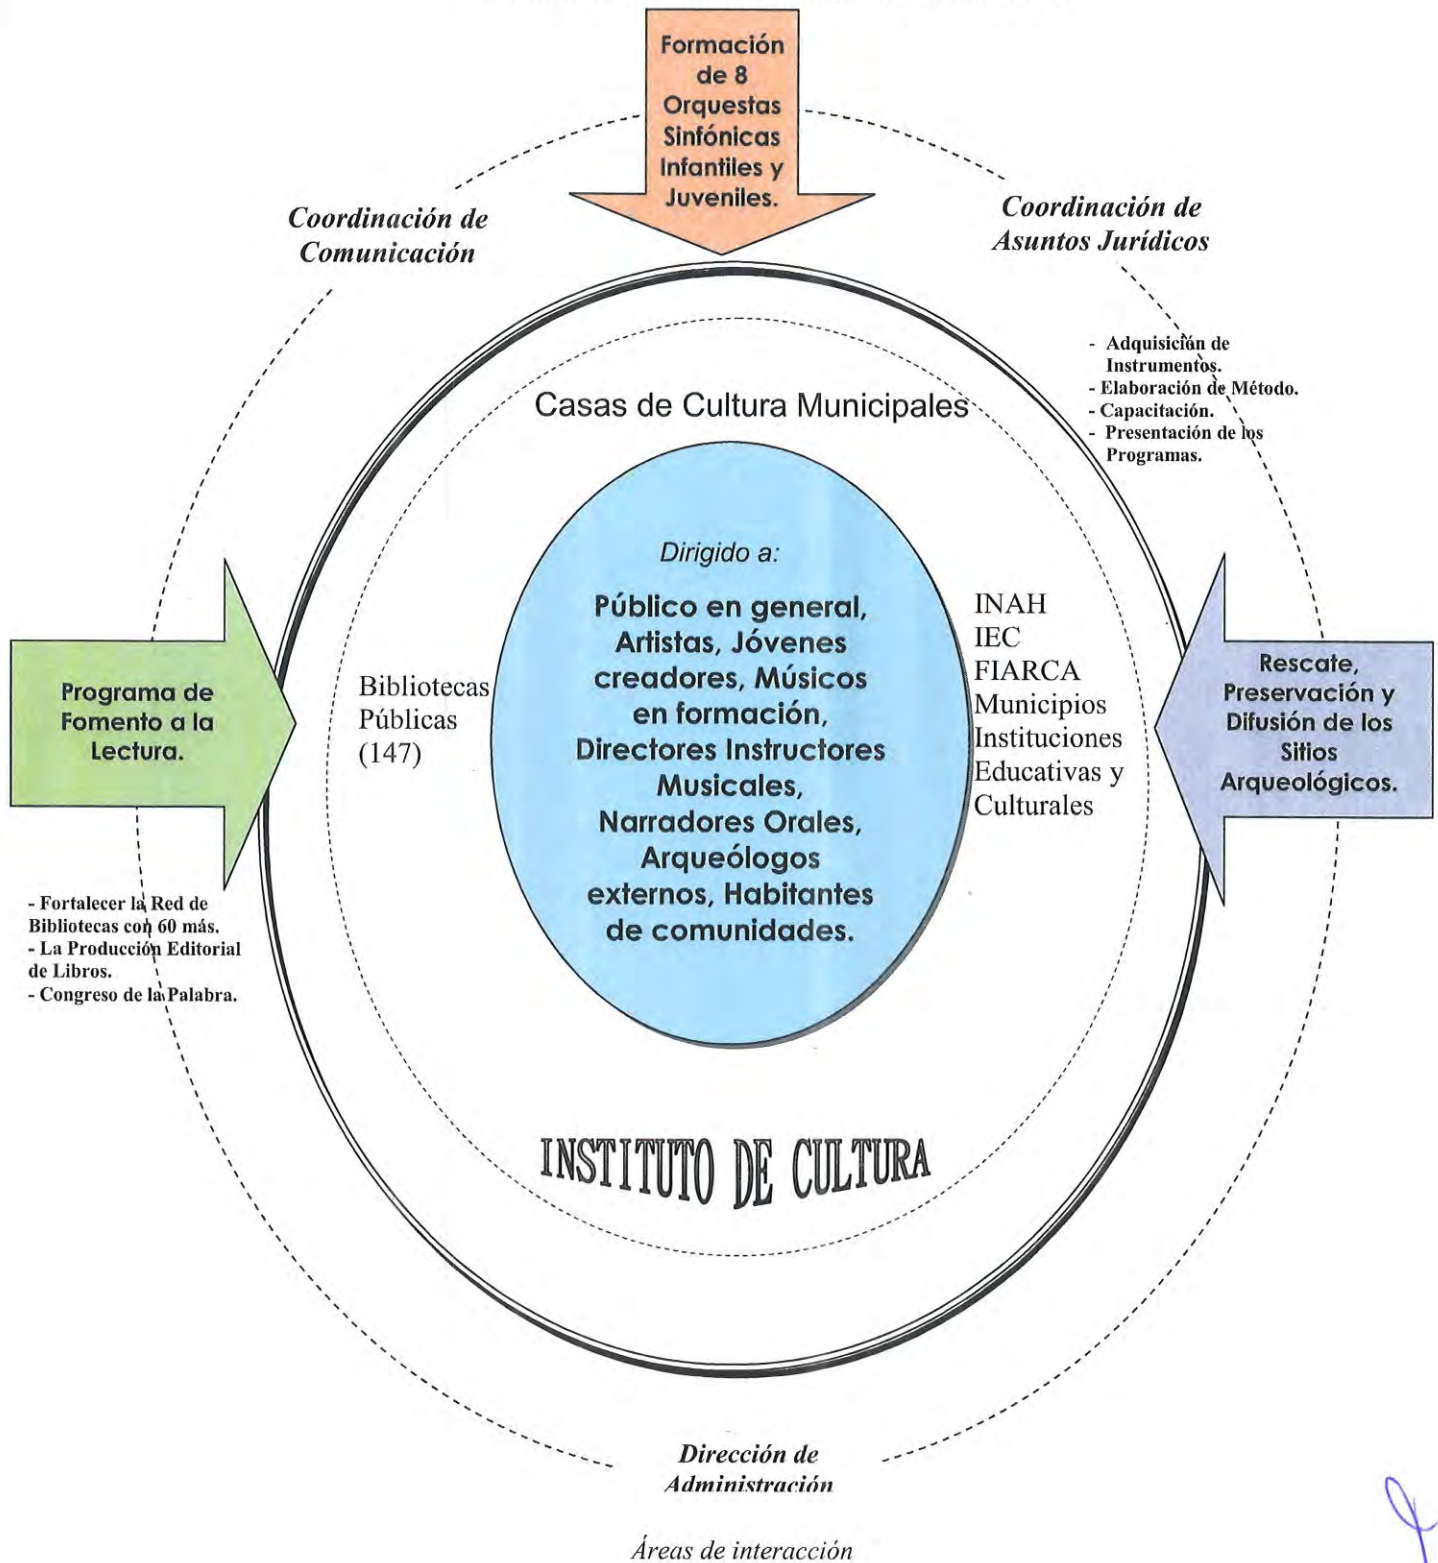 Formación
de 8
Orquestas
Sinfónicas
Infantiles y
Juveniles.
Coordinación de
Comunicación
Coordinación de
Asuntos Jurídicos
- Adquisición de
Instrumentos.
- Elaboración de Método.
- Capacitación.
- Presentación de los
Programas.
Casas de Cultura Municipales
Dirigido a:
Público en general,
Artistas, Jóvenes
creadores, Músicos
en formación,
Directores Instructores
Musicales,
Narradores Orales,
Arqueólogos
externos, Habitantes
de comunidades.
Programa de
Fomento a la
Lectura.
Bibliotecas
Públicas
(147)
INAH
IEC
FIARCA
Municipios
Instituciones
Educativas y
Culturales
Rescate,
Preservación y
Difusión de los
Sitios
Arqueológicos.
- Fortalecer la Red de
Bibliotecas con 60 más.
- La Producción Editorial
de Libros.
- Congreso de la Palabra.
INSTITUTO DE CULTURA
Dirección de
Administración
Áreas de interacción